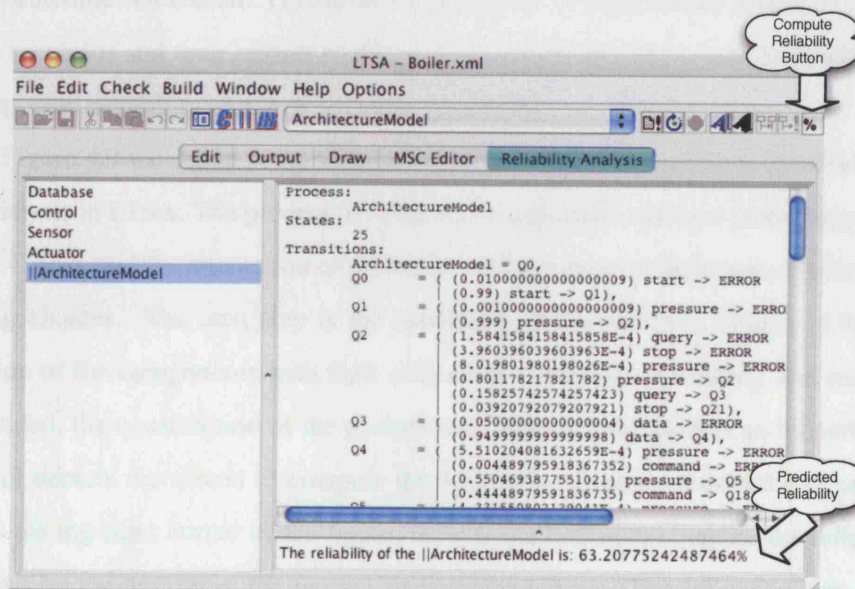 Compute
Reliability
Button
LTSA - Boiler.xml
File Edit Check Build Window Help Options
ArchitectureModel
%
Edit Output Draw MSC Editor Reliability Analysis
Database
Control
Sensor
Actuator
||ArchitectureModel
Process:
ArchitectureModel
States:
25
Transitions:
ArchitectureModel = Q0,
Q0 = ( (0.010000000000000009) start -> ERROR
(0.99) start -> Q1),
Q1 = ( (0.0010000000000000009) pressure -> ERRO
(0.999) pressure -> Q2),
Q2 = ( (1.5841584158415858E-4) query -> ERROR
(3.960396039603963E-4) stop -> ERROR
(8.019801980198026E-4) pressure -> ERROR
(0.801178217821782) pressure -> Q2
(0.15825742574257423) query -> Q3
(0.03920792079207921) stop -> Q21),
Q3 = ( (0.05000000000000004) data -> ERROR
(0.9499999999999998) data -> Q4),
Q4 = ( (5.510204081632659E-4) pressure -> ERROR
(0.004489795918367352) command -> ERR
(0.550469387755102) pressure -> Q5
(0.44448979591836735) command -> Q18
Predicted
Reliability
The reliability of the ||ArchitectureModel is: 63.20775242487464%